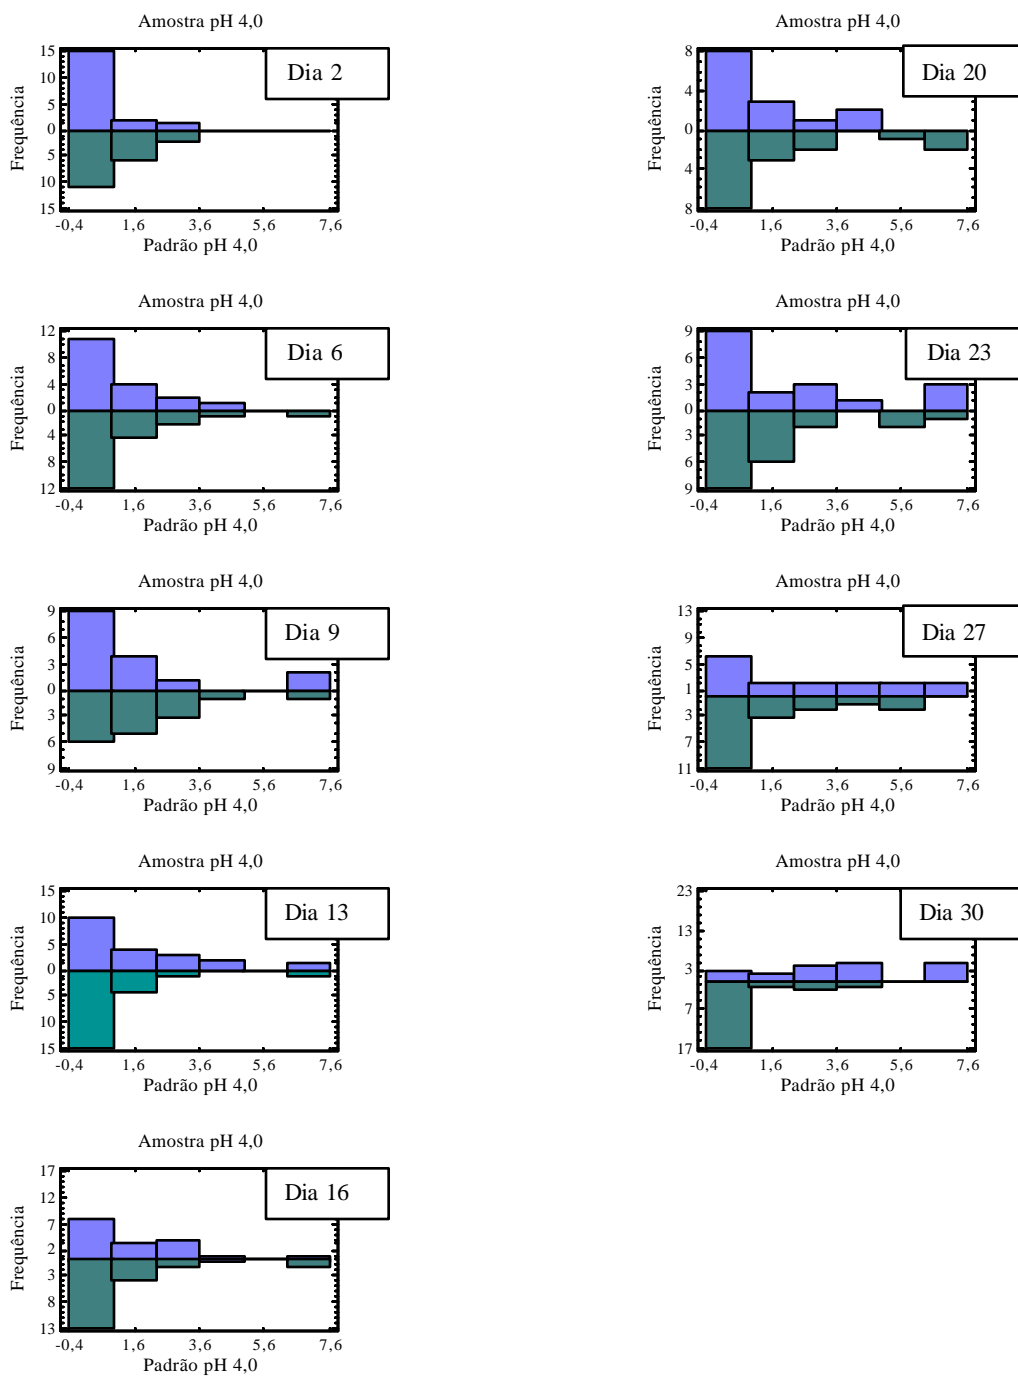 Amostra pH 4,0
Dia 2
Frequência
15
10
5
0
5
10
15
-0,4 1,6 3,6 5,6 7,6
Padrão pH 4,0
Amostra pH 4,0
Dia 6
Frequência
12
8
4
0
4
8
12
-0,4 1,6 3,6 5,6 7,6
Padrão pH 4,0
Amostra pH 4,0
Dia 9
Frequência
9
6
3
0
3
6
9
-0,4 1,6 3,6 5,6 7,6
Padrão pH 4,0
Amostra pH 4,0
Dia 13
Frequência
15
10
5
0
5
10
15
-0,4 1,6 3,6 5,6 7,6
Padrão pH 4,0
Amostra pH 4,0
Dia 16
Frequência
17
12
7
2
3
8
13
-0,4 1,6 3,6 5,6 7,6
Padrão pH 4,0
Amostra pH 4,0
Dia 20
Frequência
8
4
0
4
8
-0,4 1,6 3,6 5,6 7,6
Padrão pH 4,0
Amostra pH 4,0
Dia 23
Frequência
9
6
3
0
3
6
9
-0,4 1,6 3,6 5,6 7,6
Padrão pH 4,0
Amostra pH 4,0
Dia 27
Frequência
13
9
5
1
3
7
11
-0,4 1,6 3,6 5,6 7,6
Padrão pH 4,0
Amostra pH 4,0
Dia 30
Frequência
23
13
3
7
17
-0,4 1,6 3,6 5,6 7,6
Padrão pH 4,0